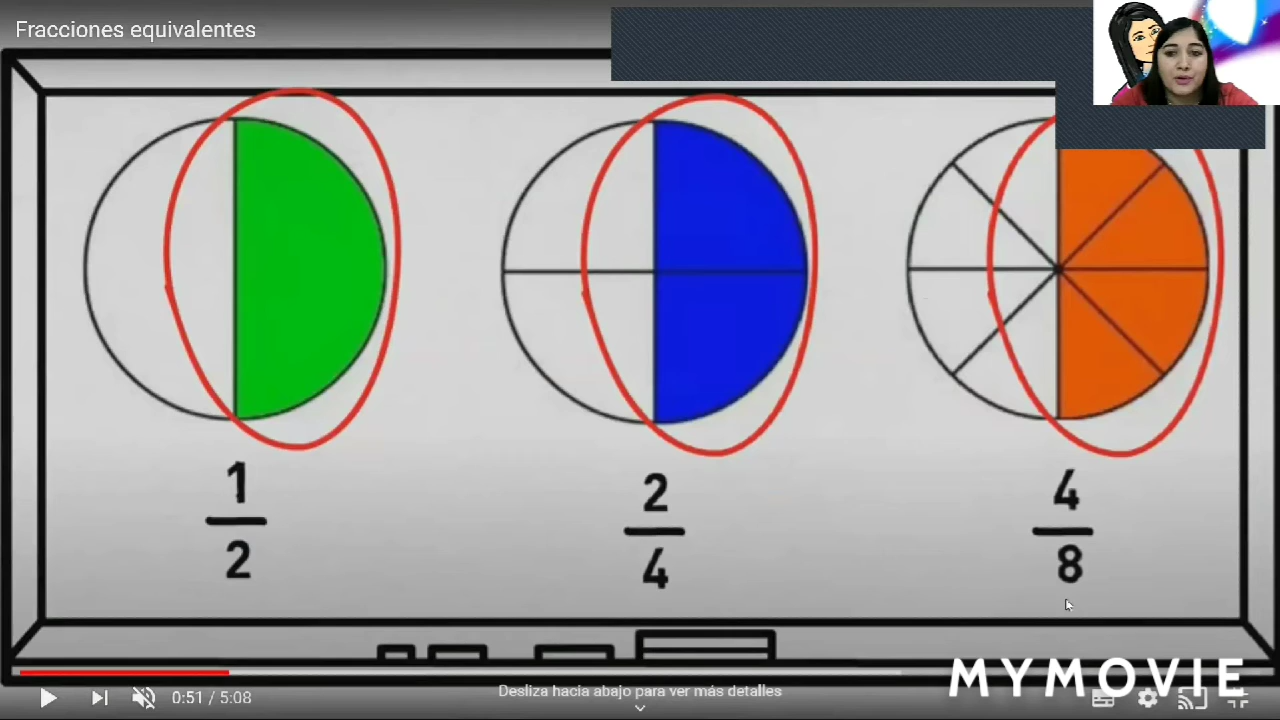 Fracciones equivalentes
1
2
2
4
4
8
0:51 / 5:08
Desliza hacia abajo para ver más detalles
MYMOVIE